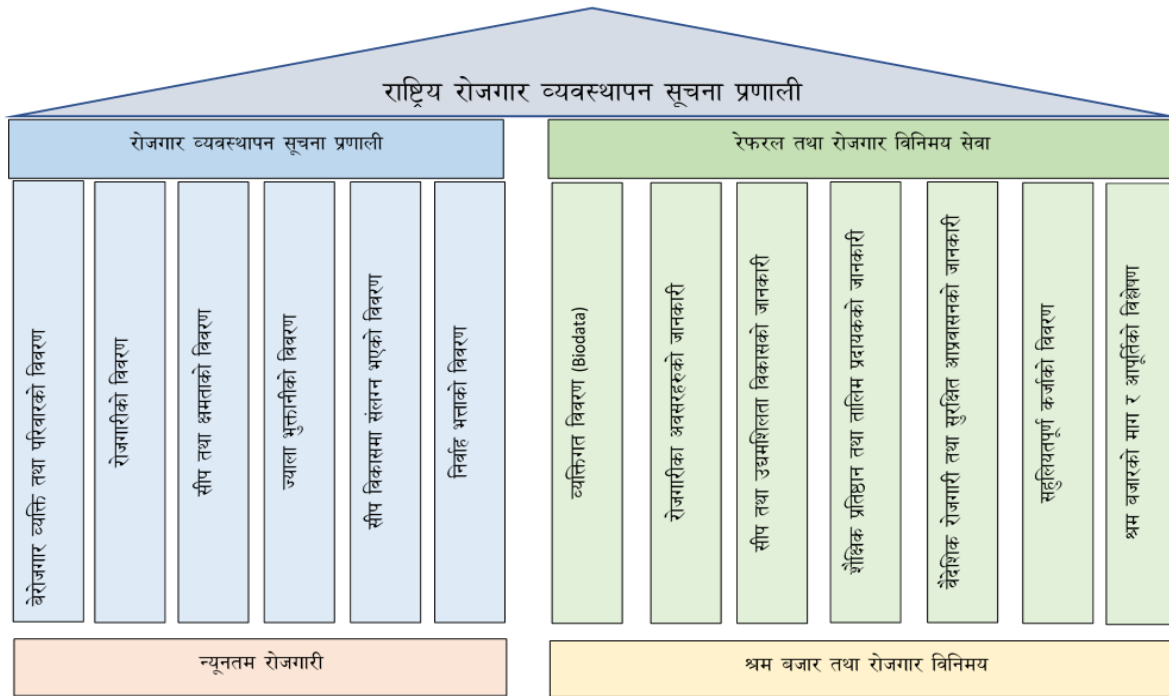 राष्ट्रिय रोजगार व्यवस्थापन सूचना प्रणाली
रोजगार व्यवस्थापन सूचना प्रणाली
रेफरल तथा रोजगार विनिमय सेवा
बेरोजगार व्यक्ति तथा परिवारको विवरण
रोजगारीको विवरण
सीप तथा क्षमताको विवरण
ज्याला भुक्तानीको विवरण
सीप विकासमा संलग्न भएको विवरण
निर्वाह भत्ताको विवरण
व्यक्तिगत विवरण (Biodata)
रोजगारीका अवसरहरुको जानकारी
सीप तथा उद्यमशिलता विकासको जानकारी
शैक्षिक प्रतिष्ठान तथा तालिम प्रदायकको जानकारी
बैदेशिक रोजगारी तथा सुरक्षित आप्रवासनको जानकारी
सहुलियतपूर्ण कर्जाको विवरण
श्रम बजारको माग र आपूर्तिको विश्लेषण
न्यूनतम रोजगारी
श्रम बजार तथा रोजगार विनिमय